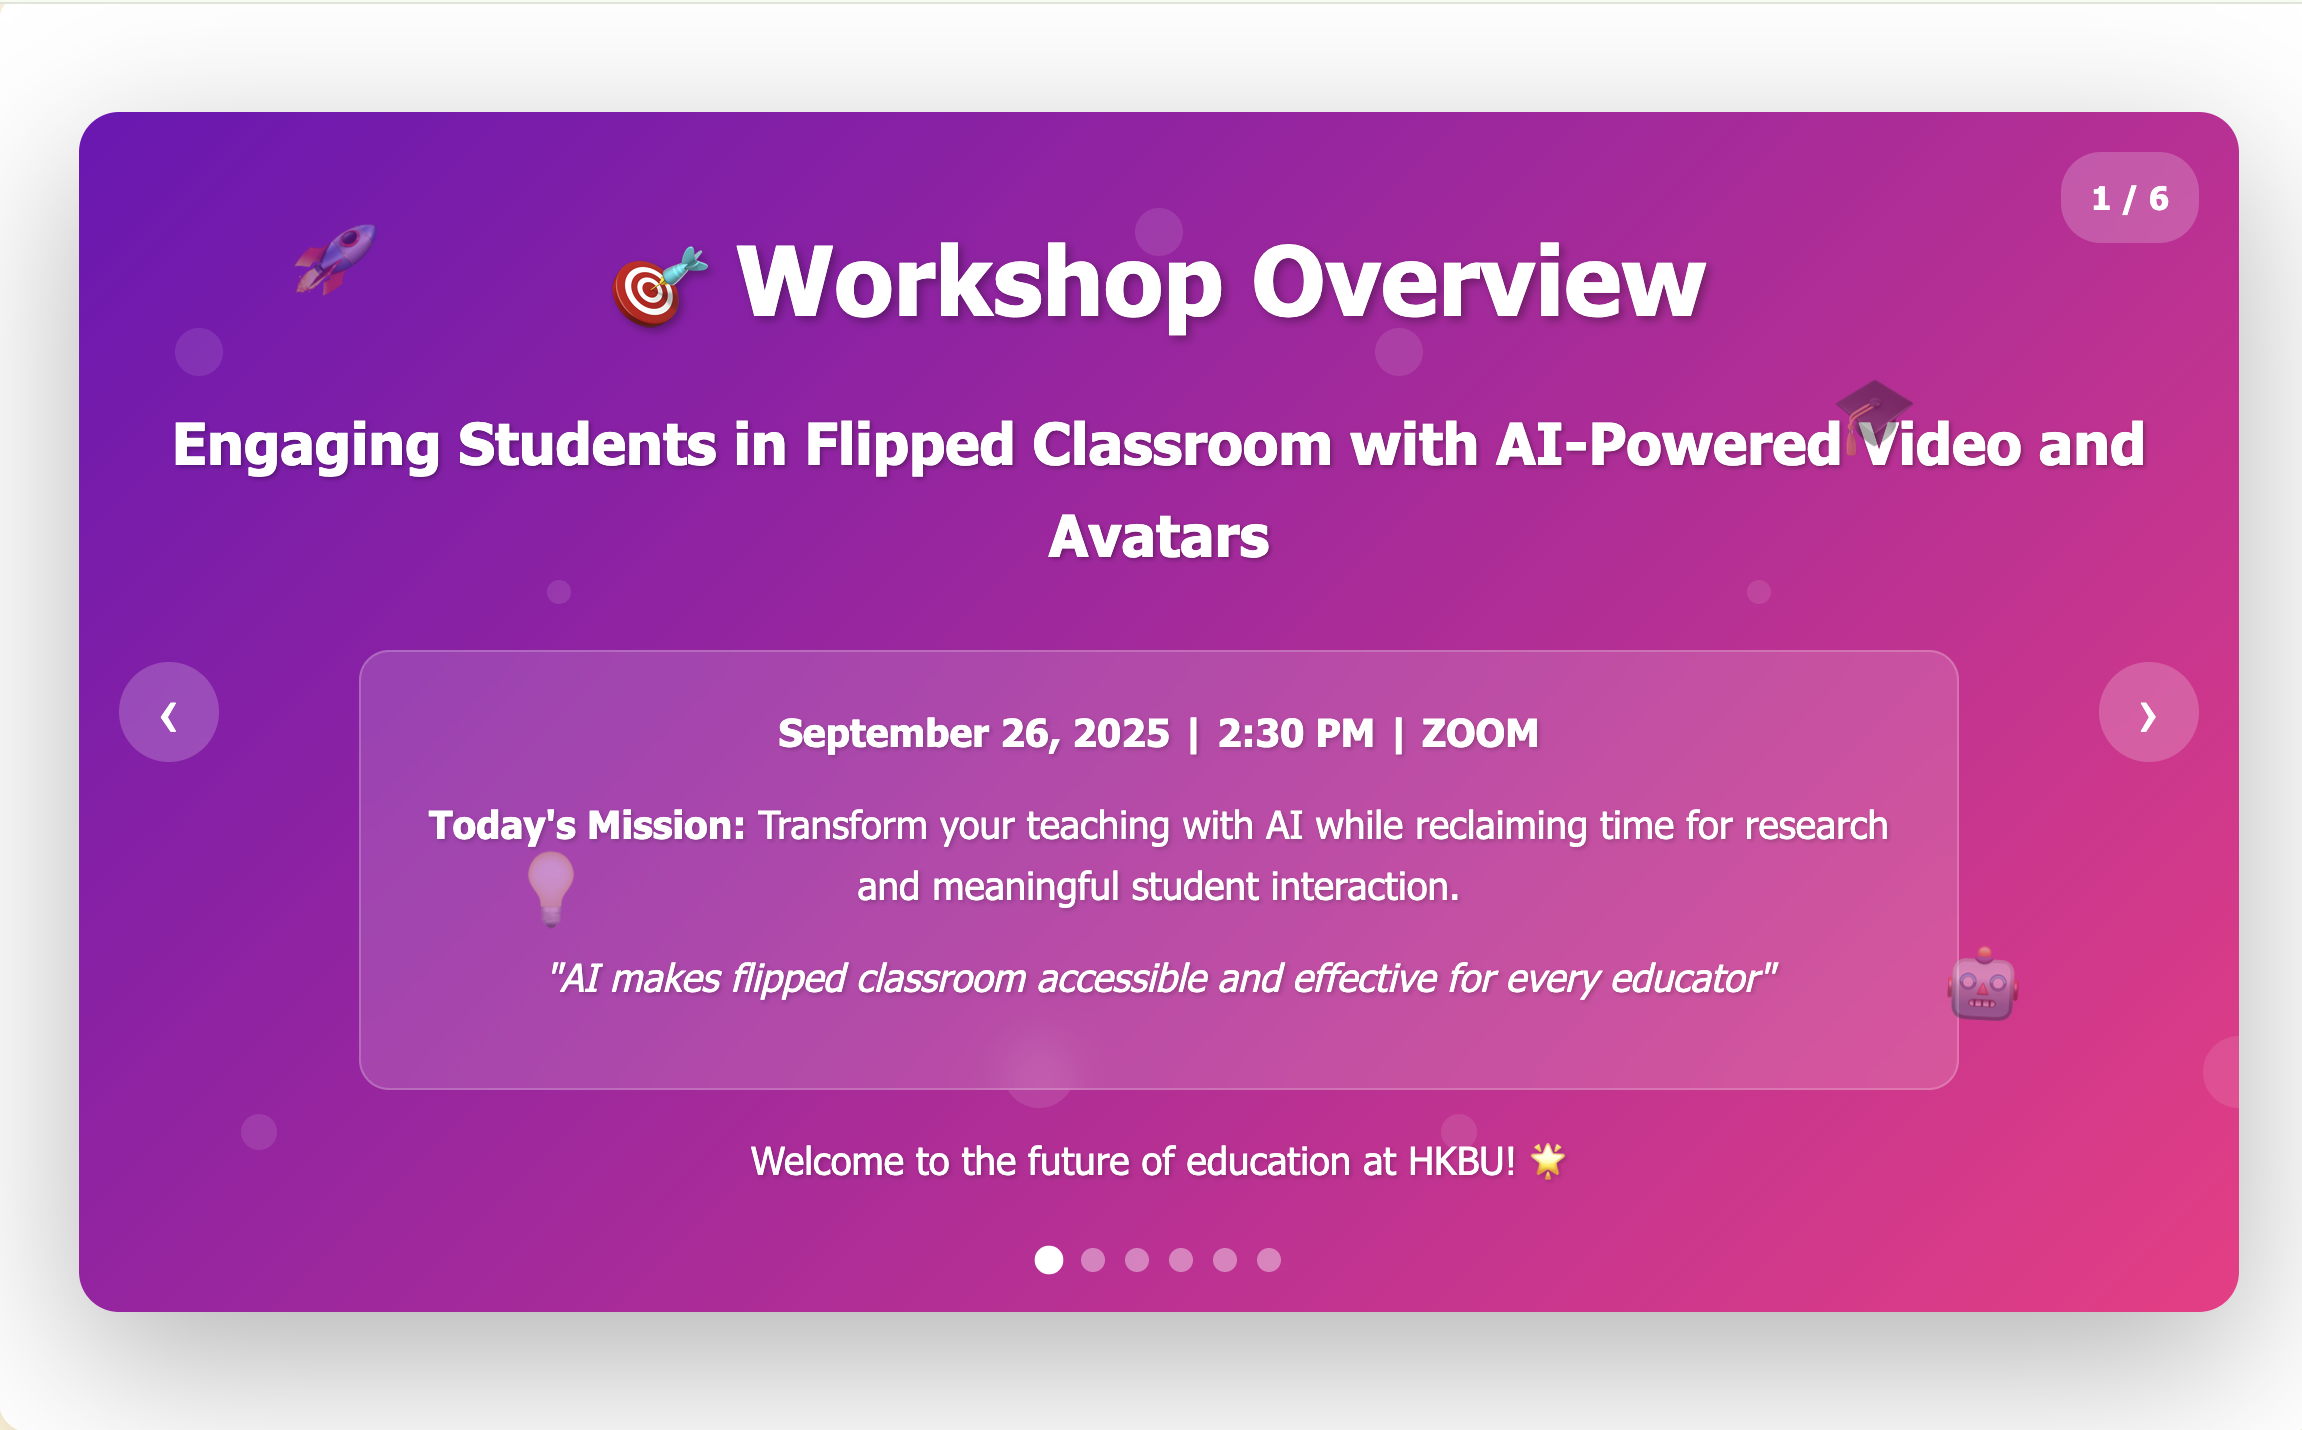 1 / 6
🎯 Workshop Overview
Engaging Students in Flipped Classroom with AI-Powered Video and
Avatars
September 26, 2025 | 2:30 PM | ZOOM
Today's Mission: Transform your teaching with AI while reclaiming time for research
and meaningful student interaction.
"AI makes flipped classroom accessible and effective for every educator"
Welcome to the future of education at HKBU! 🌟